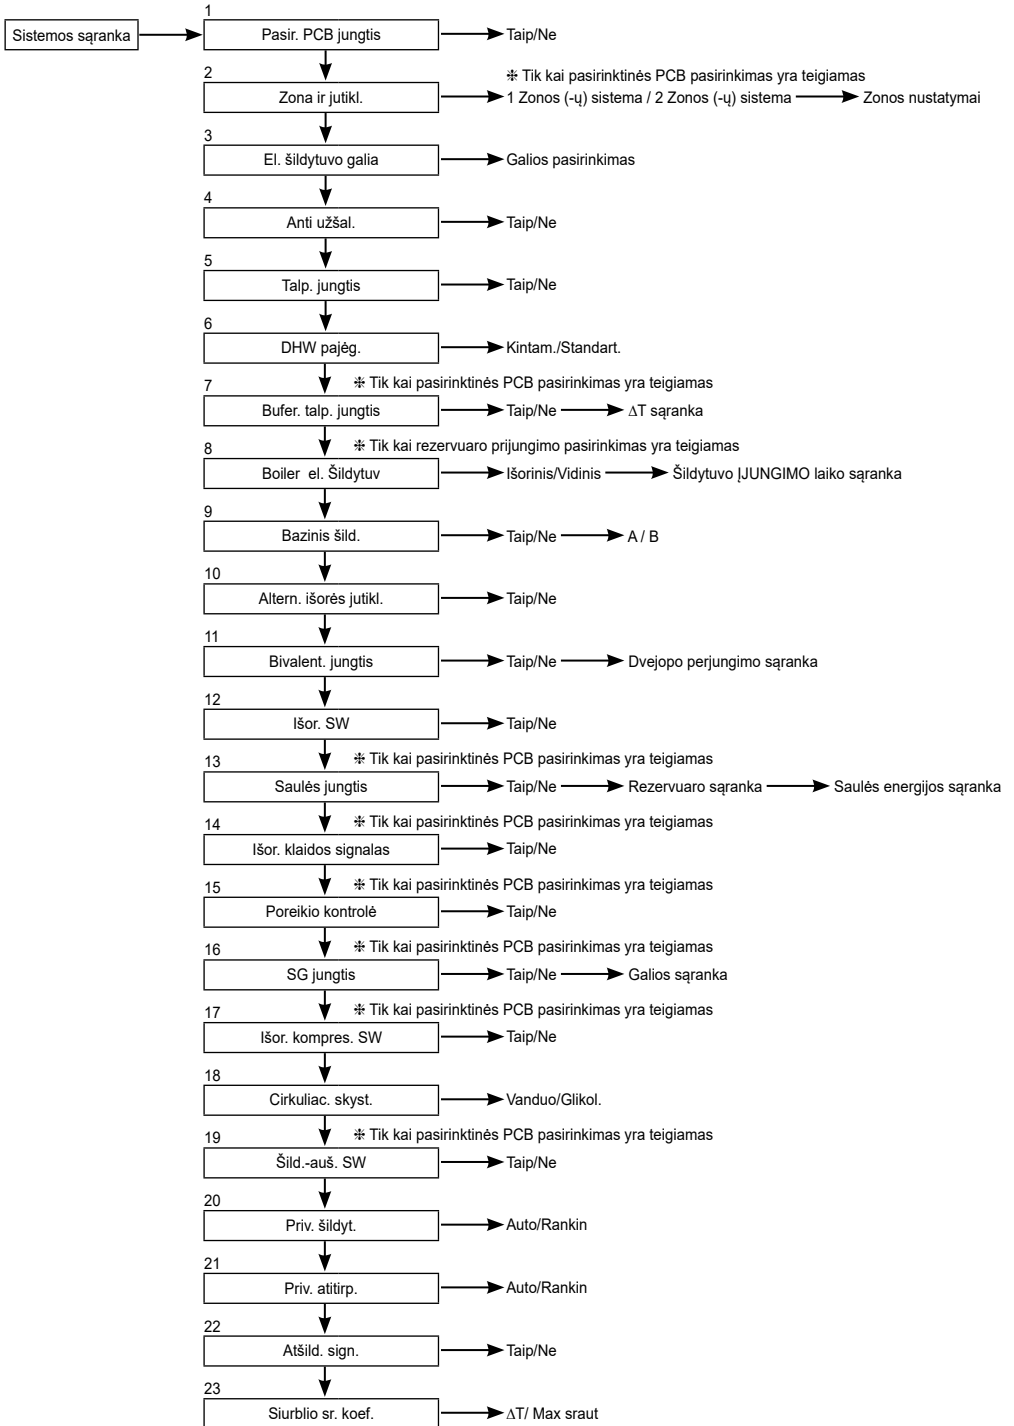 1
Sistemos sąranka
Pasir. PCB jungtis
Taip/Ne
2
❈ Tik kai pasirinktinės PCB pasirinkimas yra teigiamas
Zona ir jutikl.
1 Zonos (-ų) sistema / 2 Zonos (-ų) sistema
Zonos nustatymai
3
El. šildytuvo galia
Galios pasirinkimas
4
Anti užšal.
Taip/Ne
5
Talp. jungtis
Taip/Ne
6
DHW pajėg.
Kintam./Standart.
❈ Tik kai pasirinktinės PCB pasirinkimas yra teigiamas
7
Bufer. talp. jungtis
Taip/Ne
∆T sąranka
❈ Tik kai rezervuaro prijungimo pasirinkimas yra teigiamas
8
Boiler el. Šildytuv
Išorinis/Vidinis
Šildytuvo ĮJUNGIMO laiko sąranka
9
Bazinis šild.
Taip/Ne
A / B
10
Altern. išorės jutikl.
Taip/Ne
11
Bivalent. jungtis
Taip/Ne
Dvejopo perjungimo sąranka
12
Išor. SW
Taip/Ne
❈ Tik kai pasirinktinės PCB pasirinkimas yra teigiamas
13
Saulės jungtis
Taip/Ne
Rezervuaro sąranka
Saulės energijos sąranka
❈ Tik kai pasirinktinės PCB pasirinkimas yra teigiamas
14
Išor. klaidos signalas
Taip/Ne
❈ Tik kai pasirinktinės PCB pasirinkimas yra teigiamas
15
Poreikio kontrolė
Taip/Ne
❈ Tik kai pasirinktinės PCB pasirinkimas yra teigiamas
16
SG jungtis
Taip/Ne
Galios sąranka
❈ Tik kai pasirinktinės PCB pasirinkimas yra teigiamas
17
Išor. kompres. SW
Taip/Ne
18
Cirkuliac. skyst.
Vanduo/Glikol.
❈ Tik kai pasirinktinės PCB pasirinkimas yra teigiamas
19
Šild.-auš. SW
Taip/Ne
20
Priv. šildyt.
Auto/Rankin
21
Priv. atitirp.
Auto/Rankin
22
Atšild. sign.
Taip/Ne
23
Siurblio sr. koef.
∆T/ Max sraut